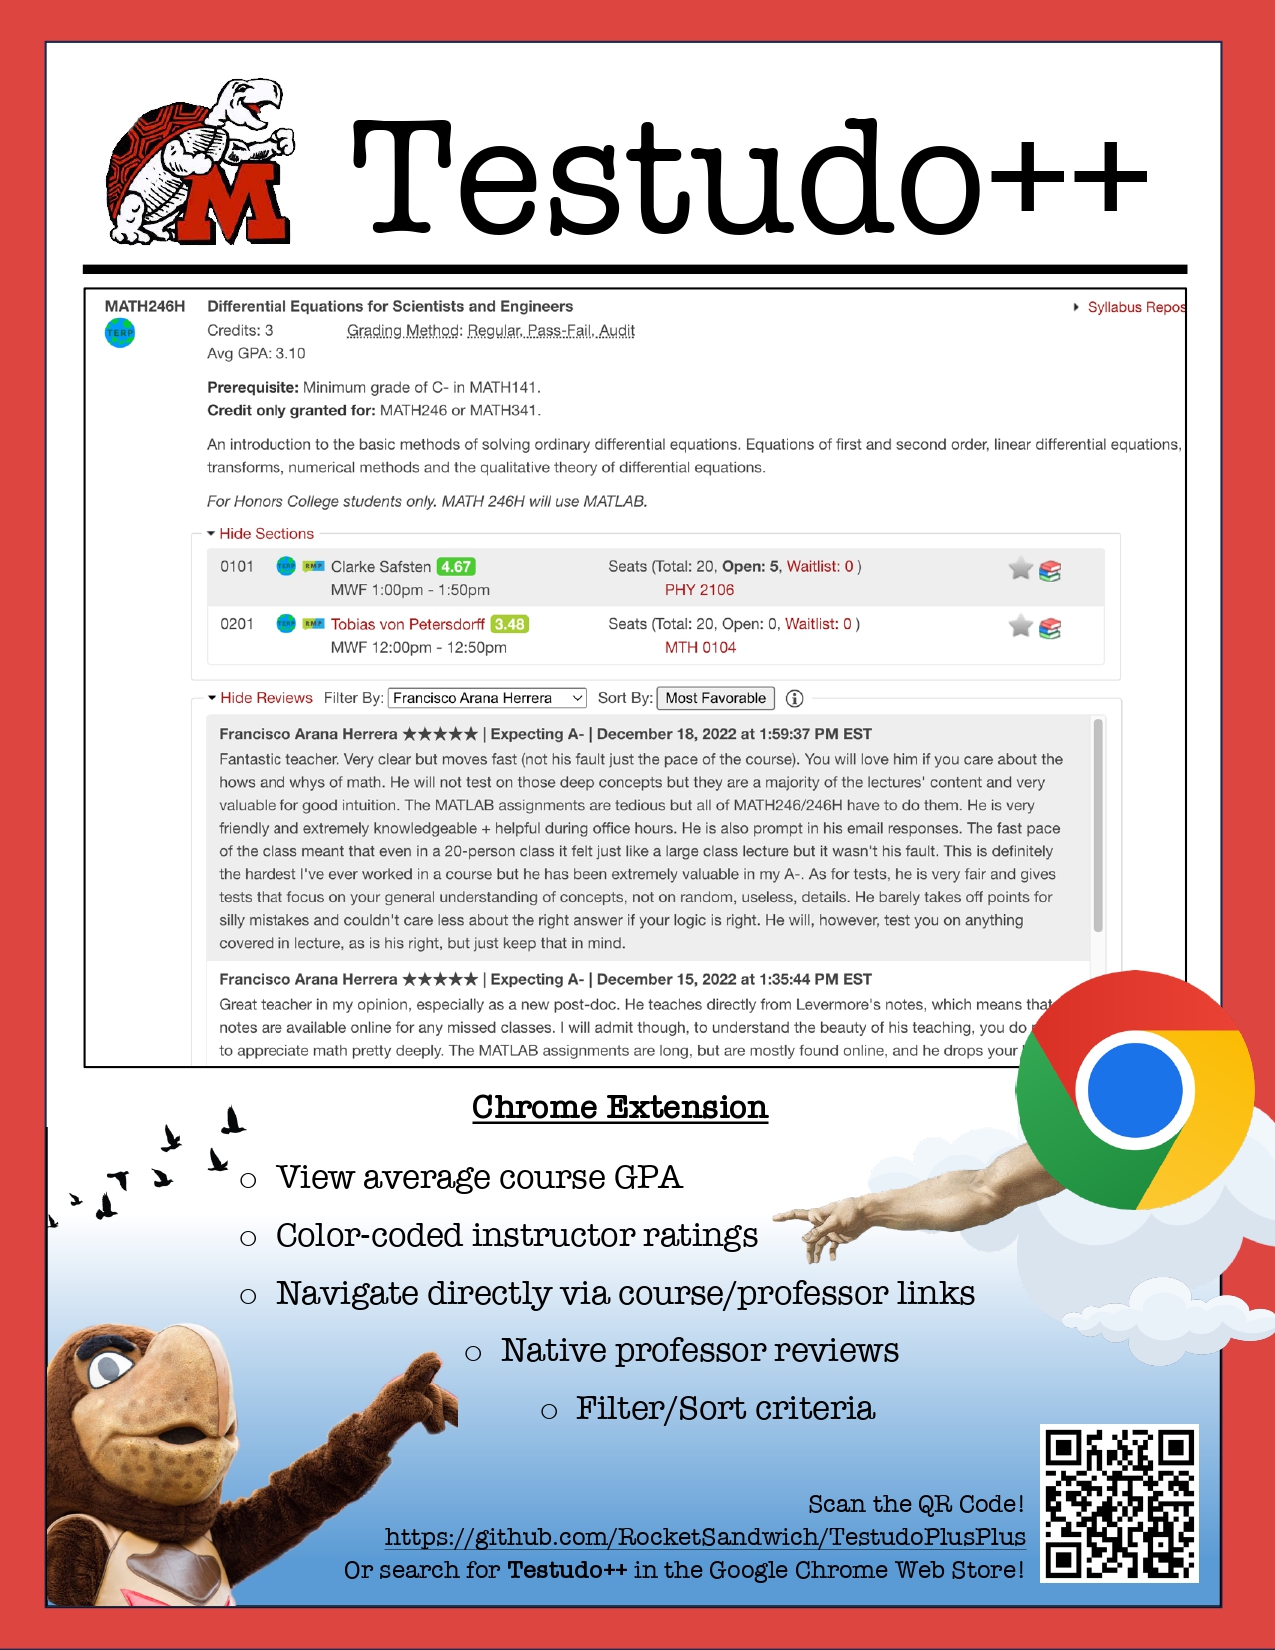 M
Testudo++
MATH246H Differential Equations for Scientists and Engineers Syllabus Repos
TERP Credits: 3 Grading Method: Regular, Pass-Fail, Audit
Avg GPA: 3.10
Prerequisite: Minimum grade of C- in MATH141.
Credit only granted for: MATH246 or MATH341.
An introduction to the basic methods of solving ordinary differential equations. Equations of first and second order, linear differential equations,
transforms, numerical methods and the qualitative theory of differential equations.
For Honors College students only. MATH 246H will use MATLAB.
Hide Sections
0101 TERP RMP Clarke Safsten 4.67 Seats (Total: 20, Open: 5, Waitlist: 0 )
MWF 1:00pm - 1:50pm PHY 2106
0201 TERP RMP Tobias von Petersdorff 3.48 Seats (Total: 20, Open: 0, Waitlist: 0 )
MWF 12:00pm - 12:50pm MTH 0104
Hide Reviews Filter By: Francisco Arana Herrera Sort By: Most Favorable
Francisco Arana Herrera ★★★★★ | Expecting A- | December 18, 2022 at 1:59:37 PM EST
Fantastic teacher. Very clear but moves fast (not his fault just the pace of the course). You will love him if you care about the
hows and whys of math. He will not test on those deep concepts but they are a majority of the lectures' content and very
valuable for good intuition. The MATLAB assignments are tedious but all of MATH246/246H have to do them. He is very
friendly and extremely knowledgeable + helpful during office hours. He is also prompt in his email responses. The fast pace
of the class meant that even in a 20-person class it felt just like a large class lecture but it wasn't his fault. This is definitely
the hardest I've ever worked in a course but he has been extremely valuable in my A-. As for tests, he is very fair and gives
tests that focus on your general understanding of concepts, not on random, useless, details. He barely takes off points for
silly mistakes and couldn't care less about the right answer if your logic is right. He will, however, test you on anything
covered in lecture, as is his right, but just keep that in mind.
Francisco Arana Herrera ★★★★★ | Expecting A- | December 15, 2022 at 1:35:44 PM EST
Great teacher in my opinion, especially as a new post-doc. He teaches directly from Levermore's notes, which means that
notes are available online for any missed classes. I will admit though, to understand the beauty of his teaching, you do
to appreciate math pretty deeply. The MATLAB assignments are long, but are mostly found online, and he drops your
Chrome Extension
○ View average course GPA
○ Color-coded instructor ratings
○ Navigate directly via course/professor links
○ Native professor reviews
○ Filter/Sort criteria
Scan the QR Code!
https://github.com/RocketSandwich/TestudoPlusPlus
Or search for Testudo++ in the Google Chrome Web Store!